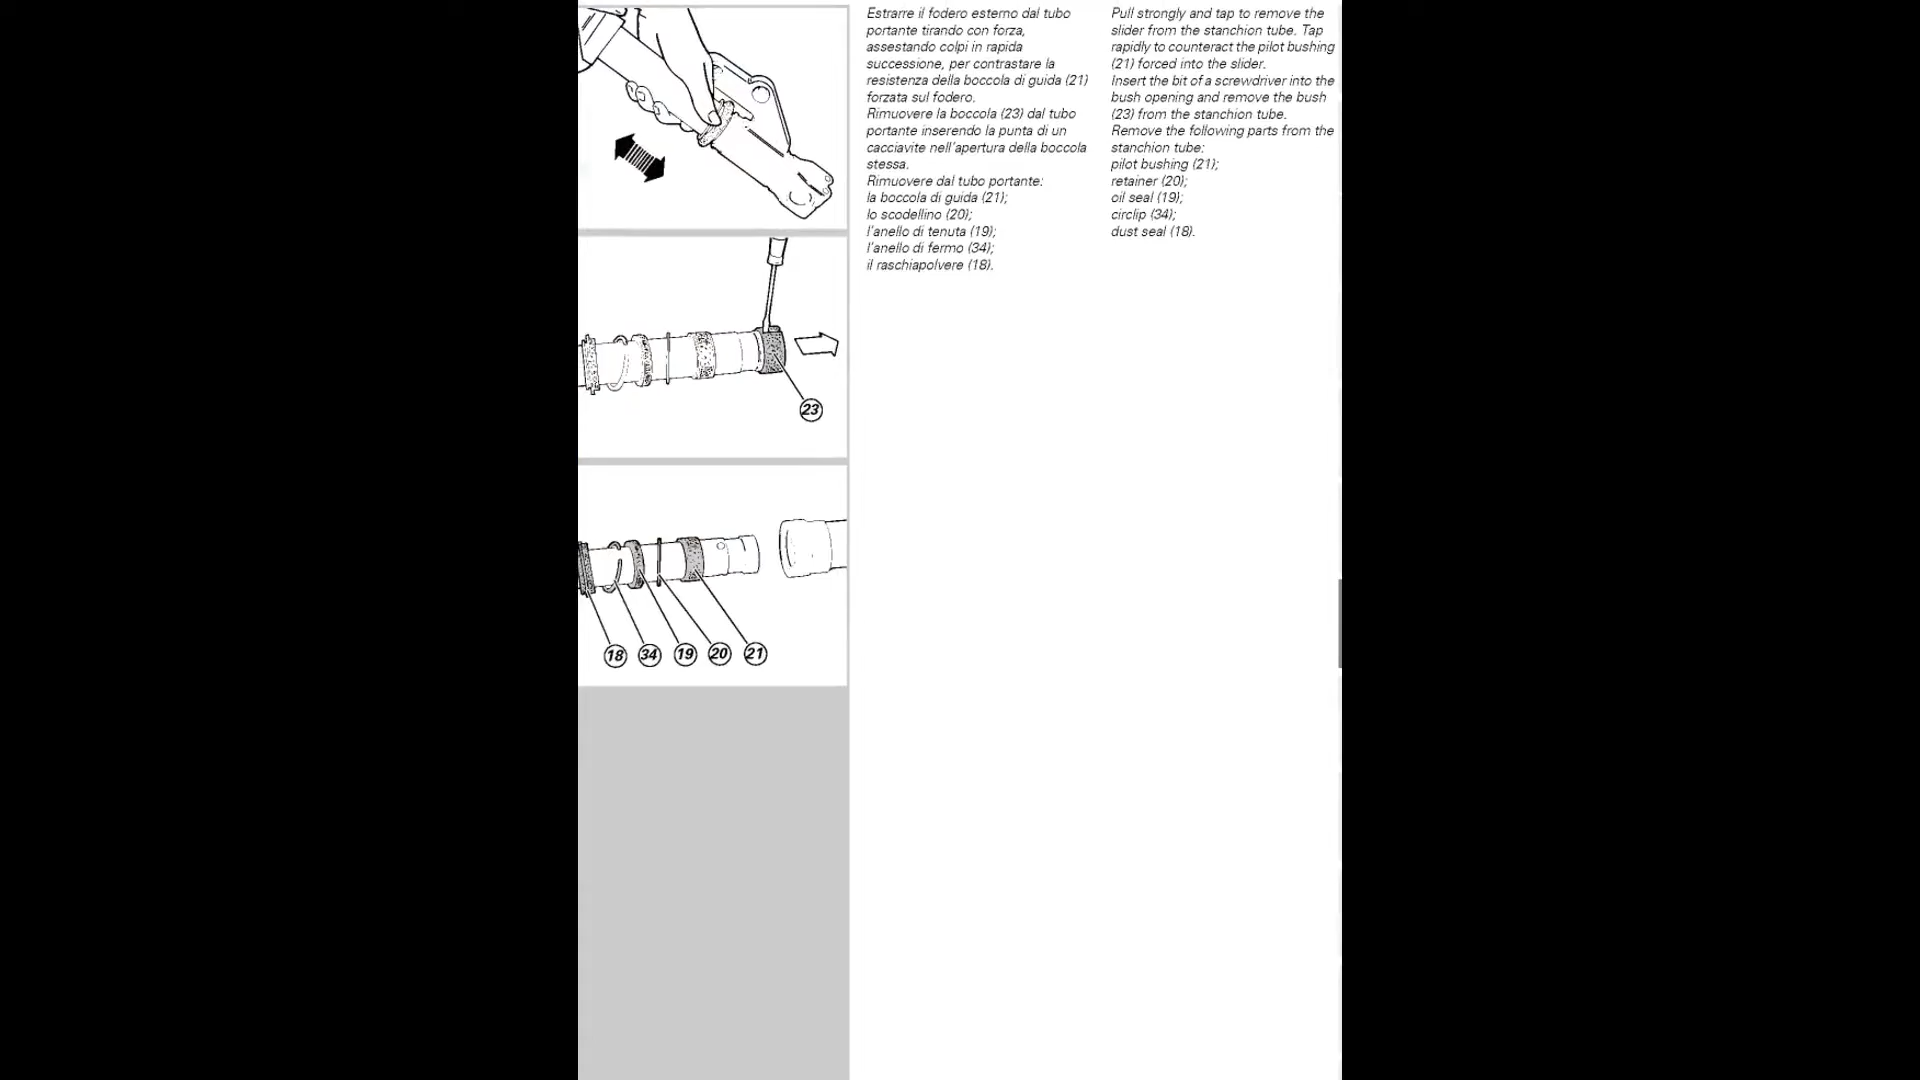 Estrarre il fodero esterno dal tubo
portante tirando con forza,
assestando colpi in rapida
successione, per contrastare la
resistenza della boccola di guida (21)
forzata sul fodero.
Rimuovere la boccola (23) dal tubo
portante inserendo la punta di un
cacciavite nell'apertura della boccola
stessa.
Rimuovere dal tubo portante:
la boccola di guida (21);
lo scodellino (20);
l'anello di tenuta (19);
l'anello di fermo (34);
il raschiapolvere (18).
Pull strongly and tap to remove the
slider from the stanchion tube. Tap
rapidly to counteract the pilot bushing
(21) forced into the slider.
Insert the bit of a screwdriver into the
bush opening and remove the bush
(23) from the stanchion tube.
Remove the following parts from the
stanchion tube:
pilot bushing (21);
retainer (20);
oil seal (19);
circlip (34);
dust seal (18).
23
18 34 19 20 21